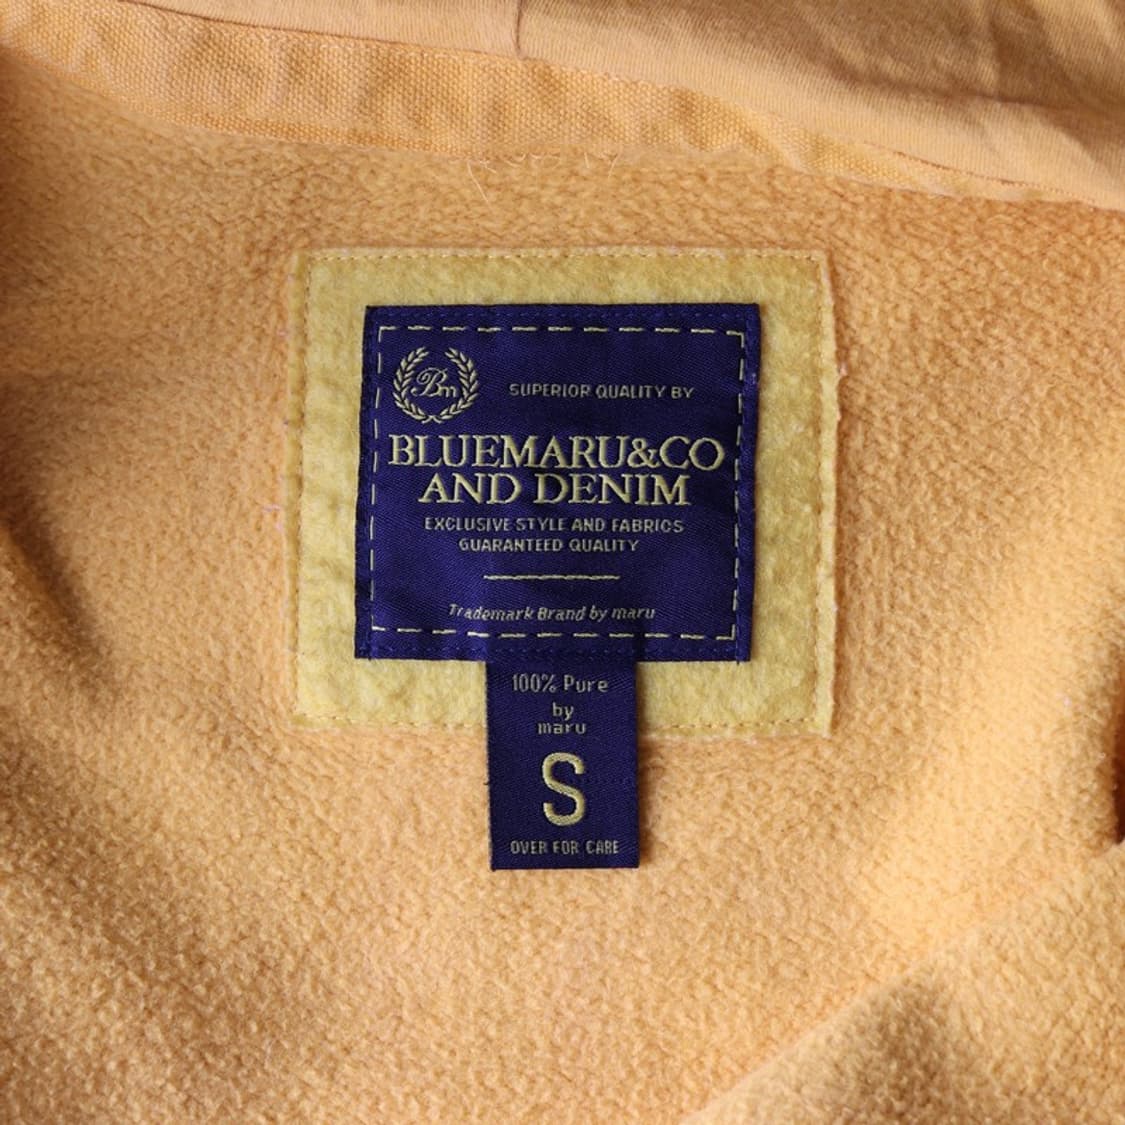 Bm
SUPERIOR QUALITY BY
BLUEMARU&CO
AND DENIM
EXCLUSIVE STYLE AND FABRICS
GUARANTEED QUALITY
Trademark Brand by maru
100% Pure
by
maru
S
OVER FOR CARE